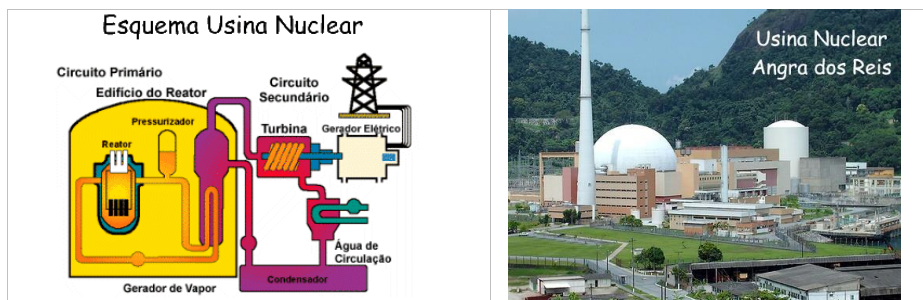 Esquema Usina Nuclear
Circuito Primário
Edifício do Reator
Pressurizador
Reator
Circuito
Secundário
Turbina
Gerador Elétrico
Água de
Circulação
Condensador
Gerador de Vapor
Usina Nuclear
Angra dos Reis